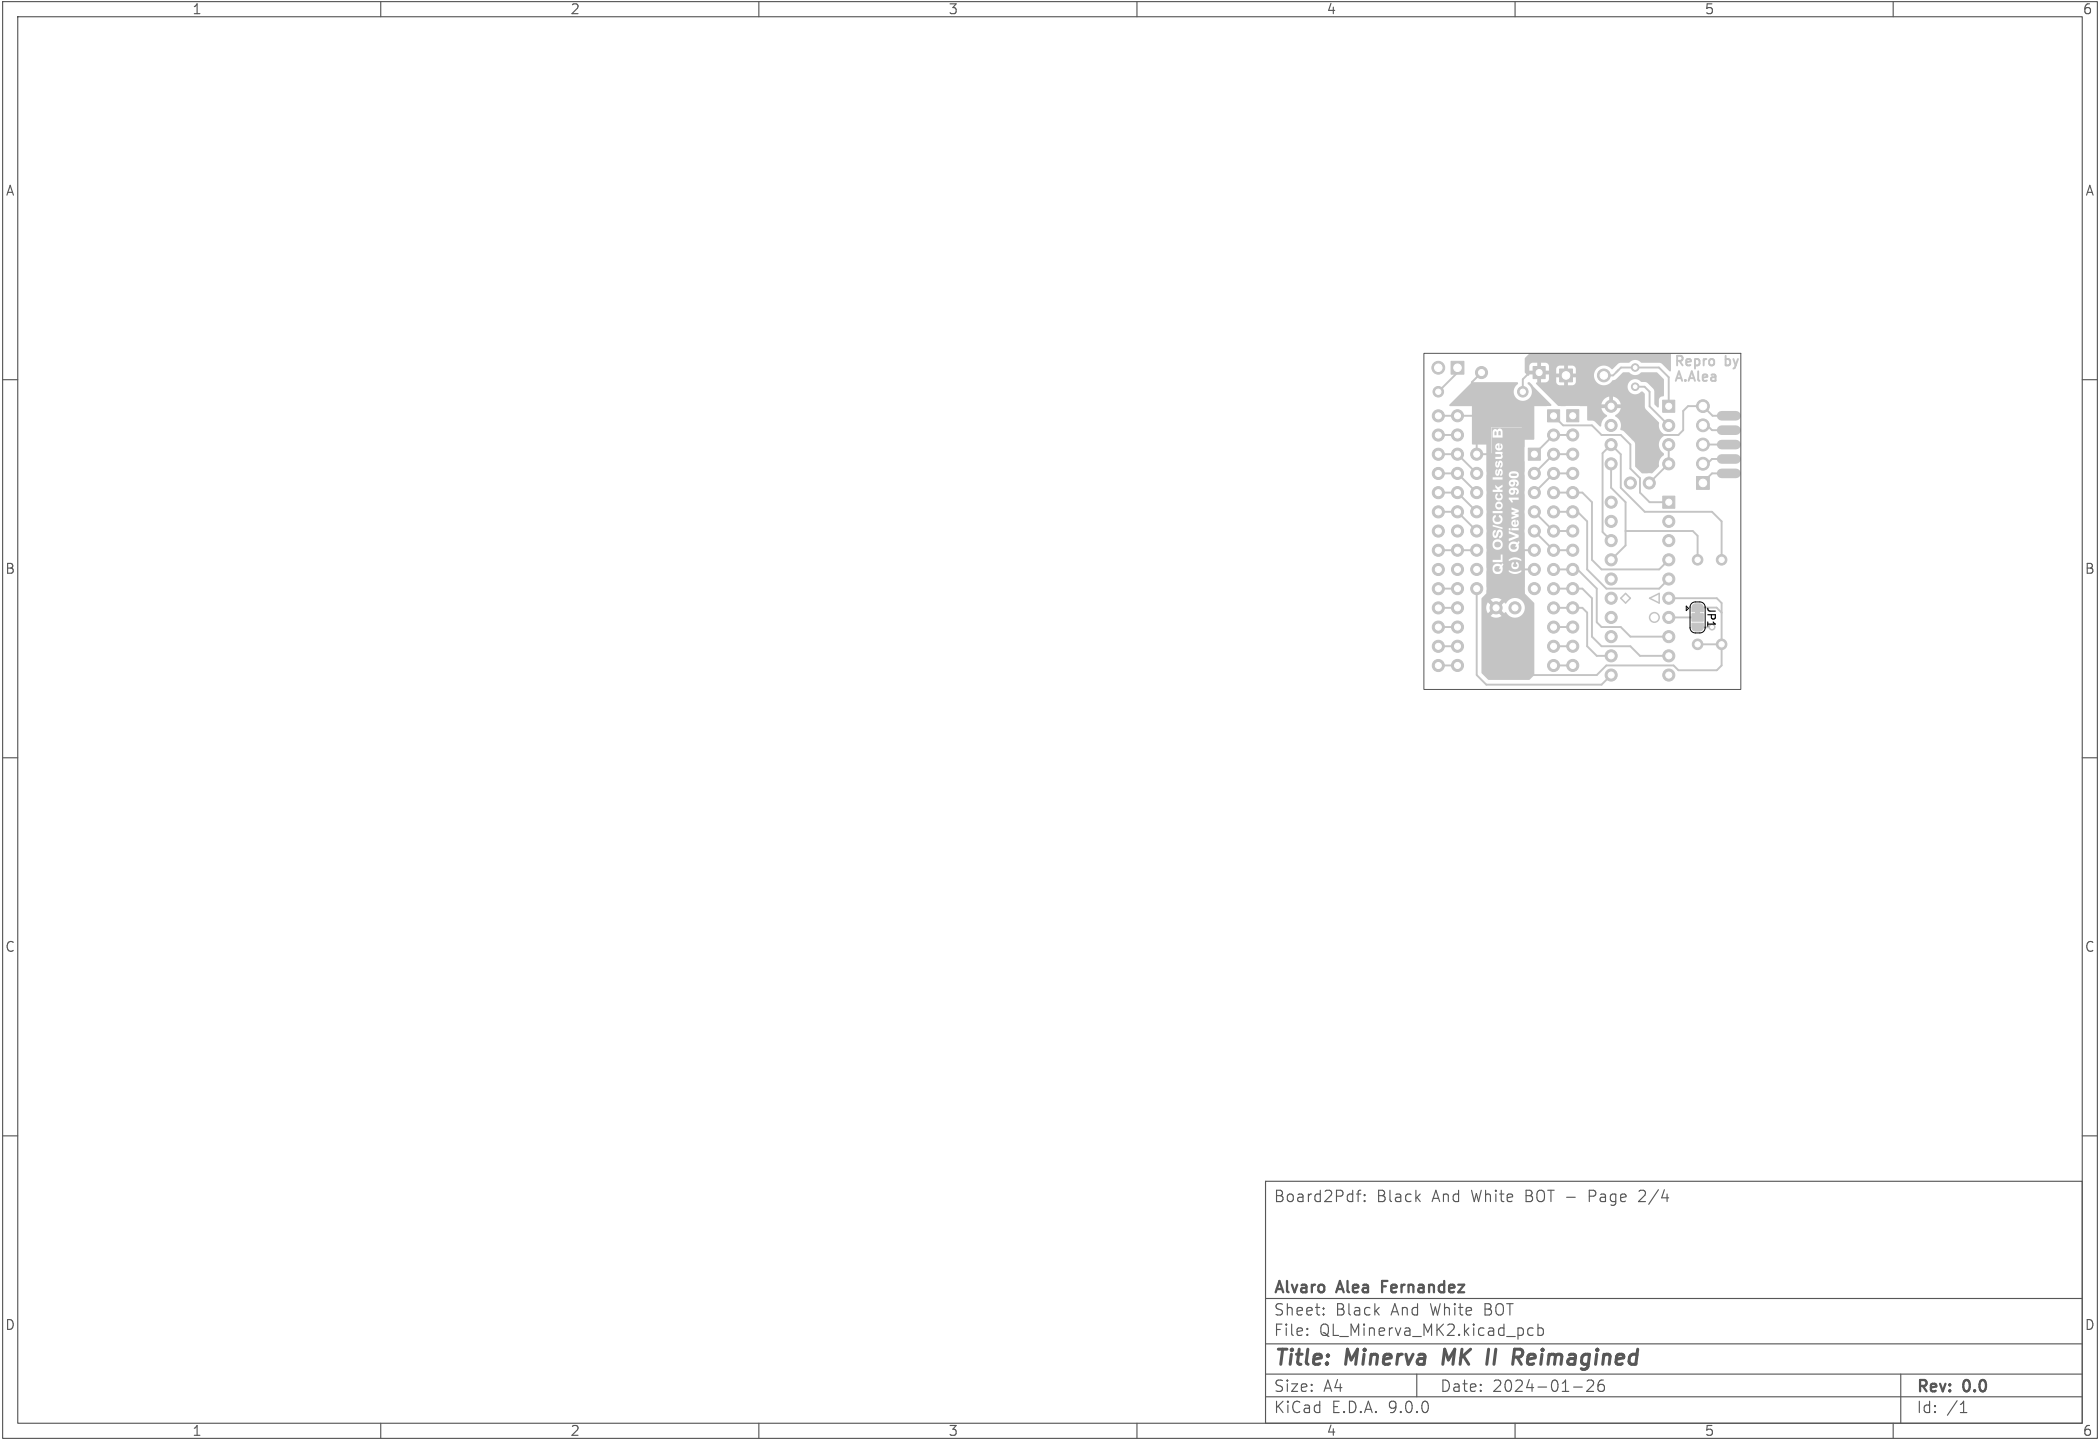 1 2 3 4 5 6
A A
Repro by
A.Alea
QL OS/Clock Issue B
(c) QView 1990
B B
JP1
C C
Board2Pdf: Black And White BOT – Page 2/4
Alvaro Alea Fernandez
Sheet: Black And White BOT
File: QL_Minerva_MK2.kicad_pcb
D D
Title: Minerva MK II Reimagined
Size: A4 Date: 2024-01-26 Rev: 0.0
KiCad E.D.A. 9.0.0 Id: /1
1 2 3 4 5 6